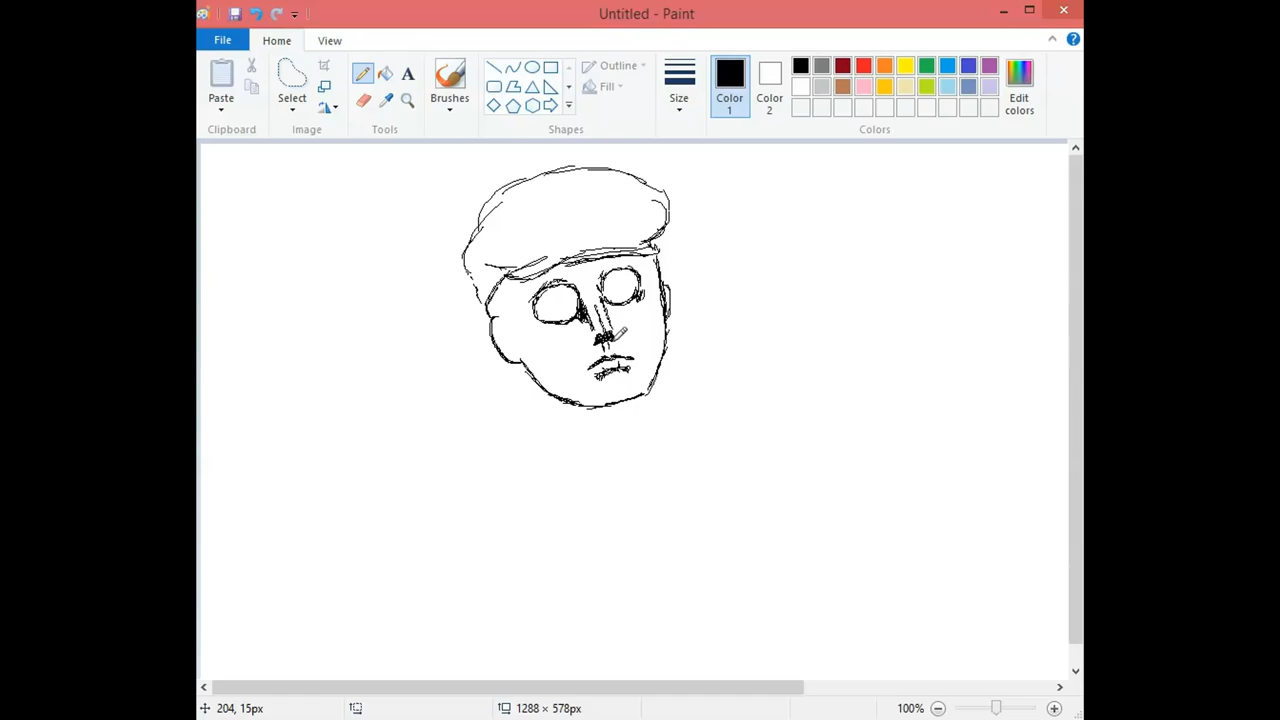 Untitled - Paint
File Home View
Paste
Select
A
Brushes
Outline
Fill
Size
Color 1
Color 2
Edit colors
Clipboard Image Tools Shapes Colors
204, 15px
1288 × 578px
100%